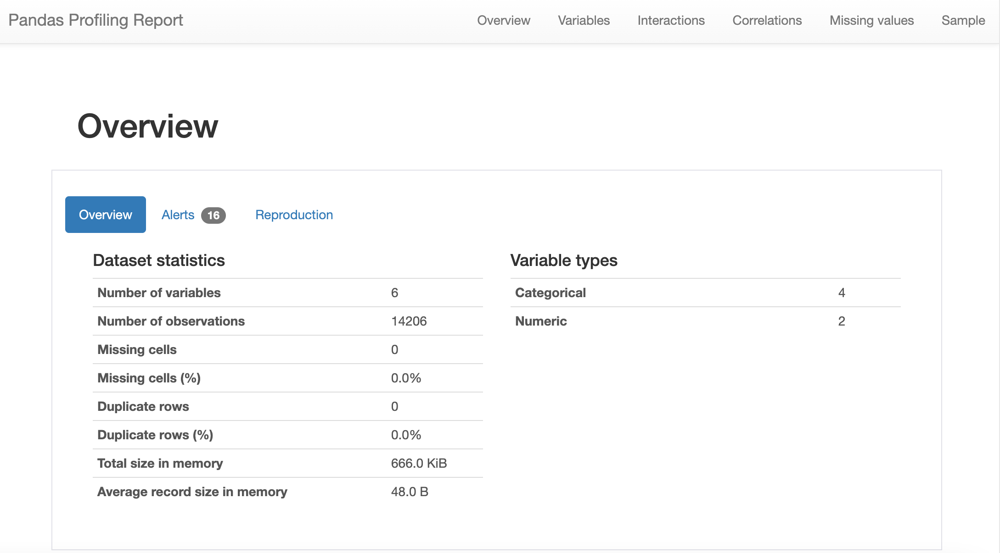 Pandas Profiling Report Overview Variables Interactions Correlations Missing values Sample
Overview
Overview Alerts 16 Reproduction
Dataset statistics
Number of variables 6
Number of observations 14206
Missing cells 0
Missing cells (%) 0.0%
Duplicate rows 0
Duplicate rows (%) 0.0%
Total size in memory 666.0 KiB
Average record size in memory 48.0 B
Variable types
Categorical 4
Numeric 2